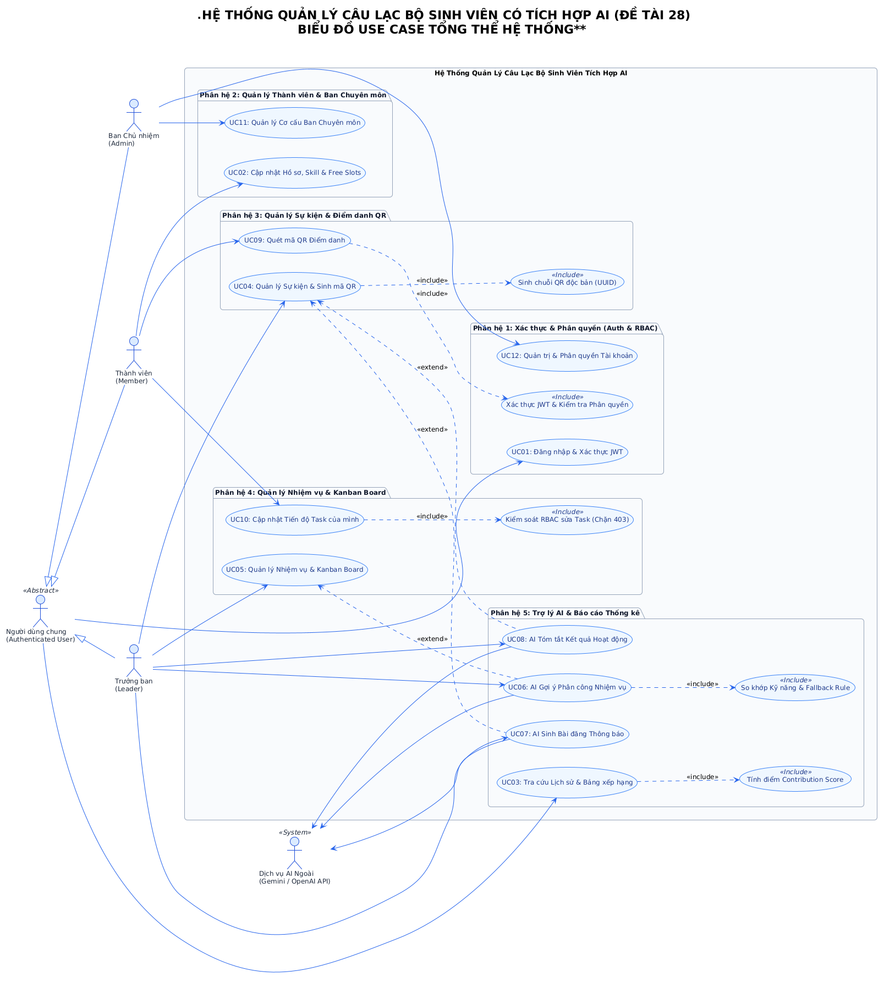 .HỆ THỐNG QUẢN LÝ CÂU LẠC BỘ SINH VIÊN CÓ TÍCH HỢP AI (ĐỀ TÀI 28)
BIỂU ĐỒ USE CASE TỔNG THỂ HỆ THỐNG**
Hệ Thống Quản Lý Câu Lạc Bộ Sinh Viên Tích Hợp AI
Phân hệ 2: Quản lý Thành viên & Ban Chuyên môn
UC11: Quản lý Cơ cấu Ban Chuyên môn
UC02: Cập nhật Hồ sơ, Skill & Free Slots
Ban Chủ nhiệm
(Admin)
Phân hệ 3: Quản lý Sự kiện & Điểm danh QR
UC09: Quét mã QR Điểm danh
UC04: Quản lý Sự kiện & Sinh mã QR
«include»
«include»
«Include»
Sinh chuỗi QR độc bản (UUID)
Phân hệ 1: Xác thực & Phân quyền (Auth & RBAC)
UC12: Quản trị & Phân quyền Tài khoản
«Include»
Xác thực JWT & Kiểm tra Phân quyền
UC01: Đăng nhập & Xác thực JWT
Thành viên
(Member)
«extend»
«extend»
Phân hệ 4: Quản lý Nhiệm vụ & Kanban Board
UC10: Cập nhật Tiến độ Task của mình
«include»
«Include»
Kiểm soát RBAC sửa Task (Chặn 403)
UC05: Quản lý Nhiệm vụ & Kanban Board
«Abstract»
Người dùng chung
(Authenticated User)
Trưởng ban
(Leader)
«extend»
Phân hệ 5: Trợ lý AI & Báo cáo Thống kê
UC08: AI Tóm tắt Kết quả Hoạt động
UC06: AI Gợi ý Phân công Nhiệm vụ
«include»
«Include»
So khớp Kỹ năng & Fallback Rule
UC07: AI Sinh Bài đăng Thông báo
UC03: Tra cứu Lịch sử & Bảng xếp hạng
«include»
«Include»
Tính điểm Contribution Score
«System»
Dịch vụ AI Ngoài
(Gemini / OpenAI API)